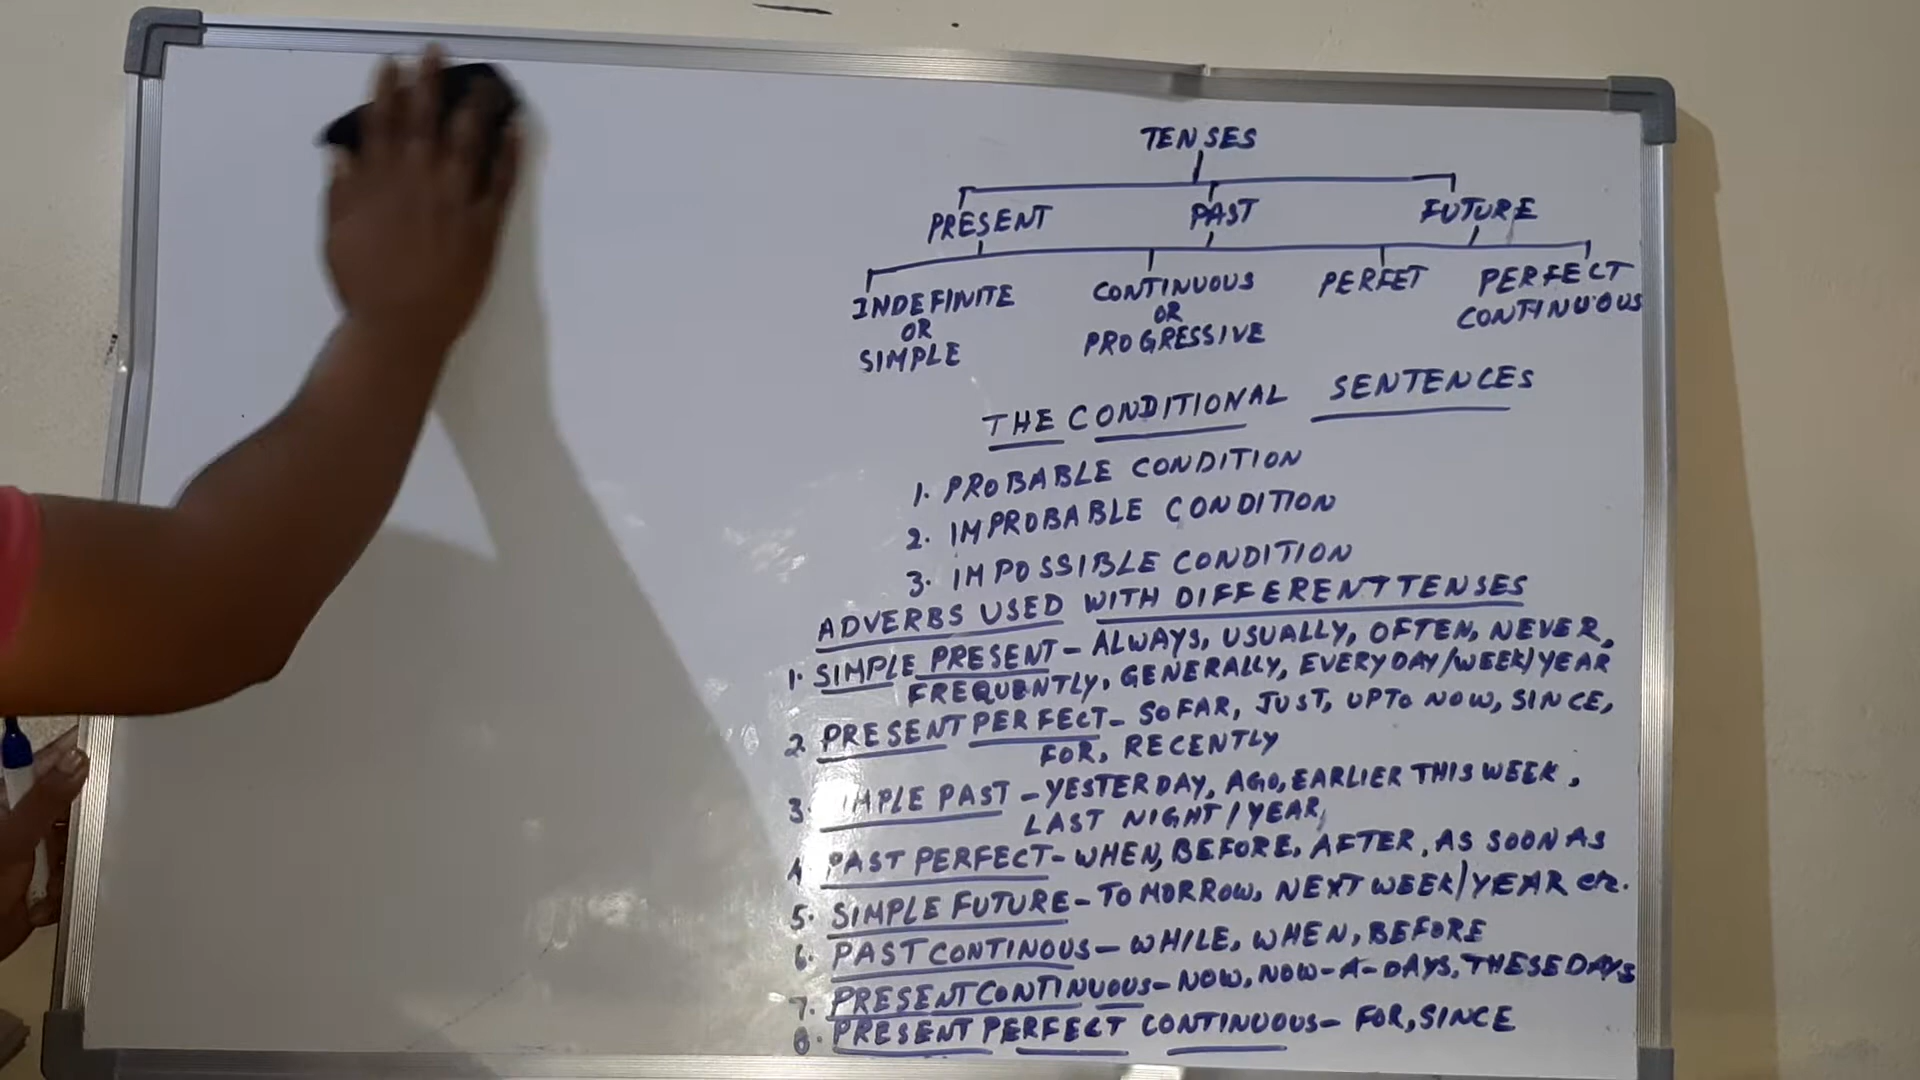 TENSES
PRESENT PAST FUTURE
INDEFINITE OR SIMPLE
CONTINUOUS OR PROGRESSIVE
PERFET
PERFECT CONTINUOUS
THE CONDITIONAL SENTENCES
1. PROBABLE CONDITION
2. IMPROBABLE CONDITION
3. IMPOSSIBLE CONDITION
ADVERBS USED WITH DIFFERENT TENSES
1. SIMPLE PRESENT - ALWAYS, USUALLY, OFTEN, NEVER,
FREQUENTLY, GENERALLY, EVERY DAY/WEEK/YEAR
2. PRESENT PERFECT - SO FAR, JUST, UPTO NOW, SINCE,
FOR, RECENTLY
3. IMPLE PAST - YESTERDAY, AGO, EARLIER THIS WEEK,
LAST NIGHT/YEAR,
4 PAST PERFECT - WHEN, BEFORE, AFTER, AS SOON AS
5. SIMPLE FUTURE - TOMORROW, NEXT WEEK/YEAR etc.
6. PAST CONTINOUS - WHILE, WHEN, BEFORE
7. PRESENT CONTINUOUS - NOW, NOW-A-DAYS, THESE DAYS
8. PRESENT PERFECT CONTINUOUS - FOR, SINCE